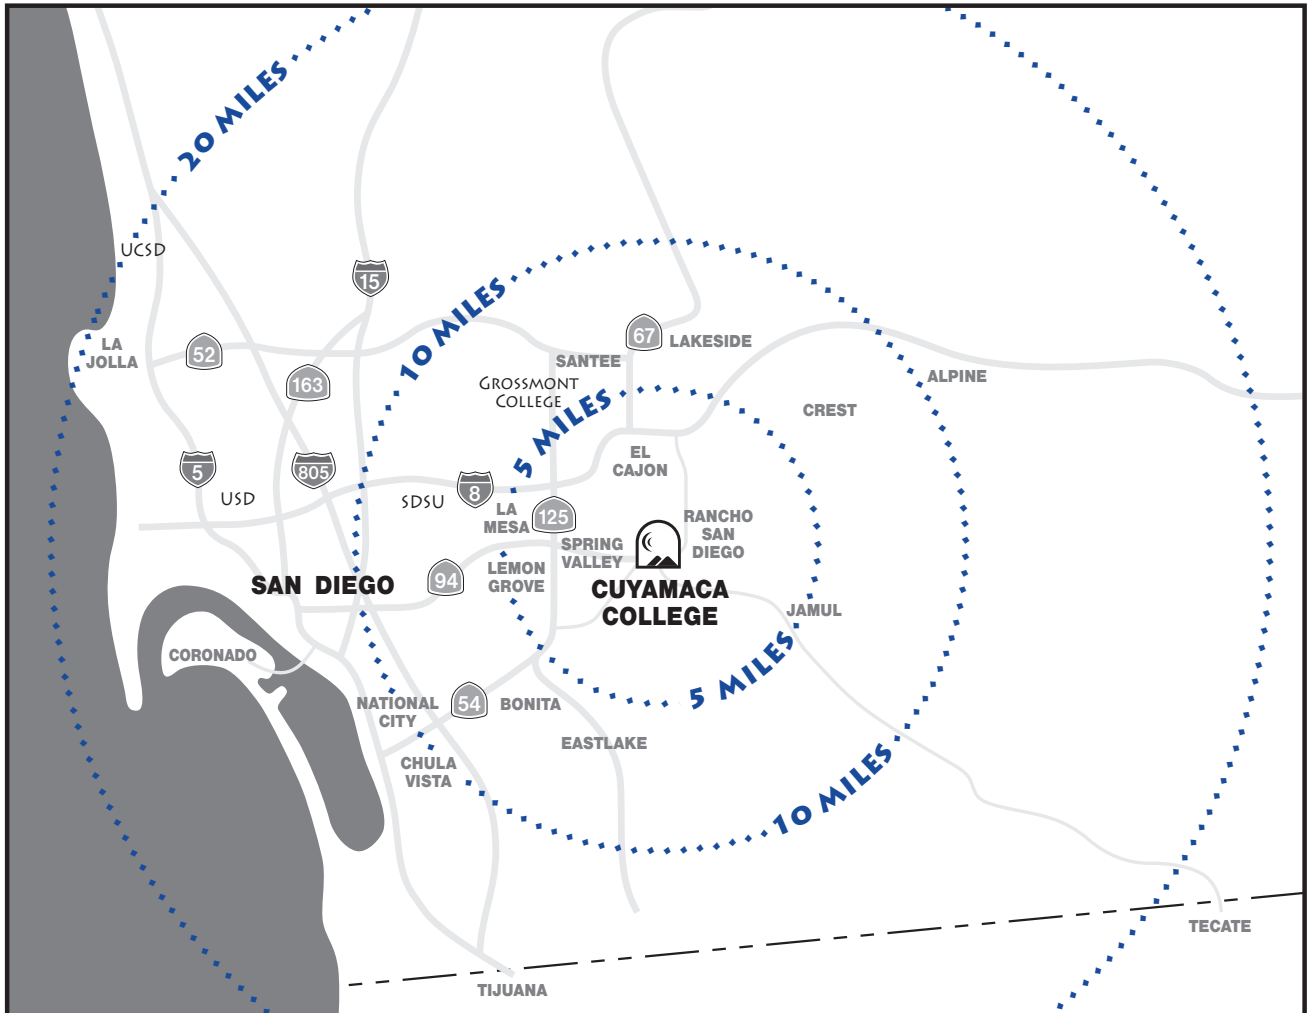 20 MILES
UCSD
15
10 MILES
67
LAKESIDE
LA
JOLLA
52
SANTEE
163
GROSSMONT
COLLEGE
ALPINE
5 MILES
CREST
EL
CAJON
5
805
USD
SDSU
8
LA
MESA
125
RANCHO
SAN
DIEGO
SPRING
VALLEY
SAN DIEGO
94
LEMON
GROVE
CUYAMACA
COLLEGE
JAMUL
CORONADO
5 MILES
NATIONAL
CITY
54
BONITA
EASTLAKE
CHULA
VISTA
10 MILES
TECATE
TIJUANA